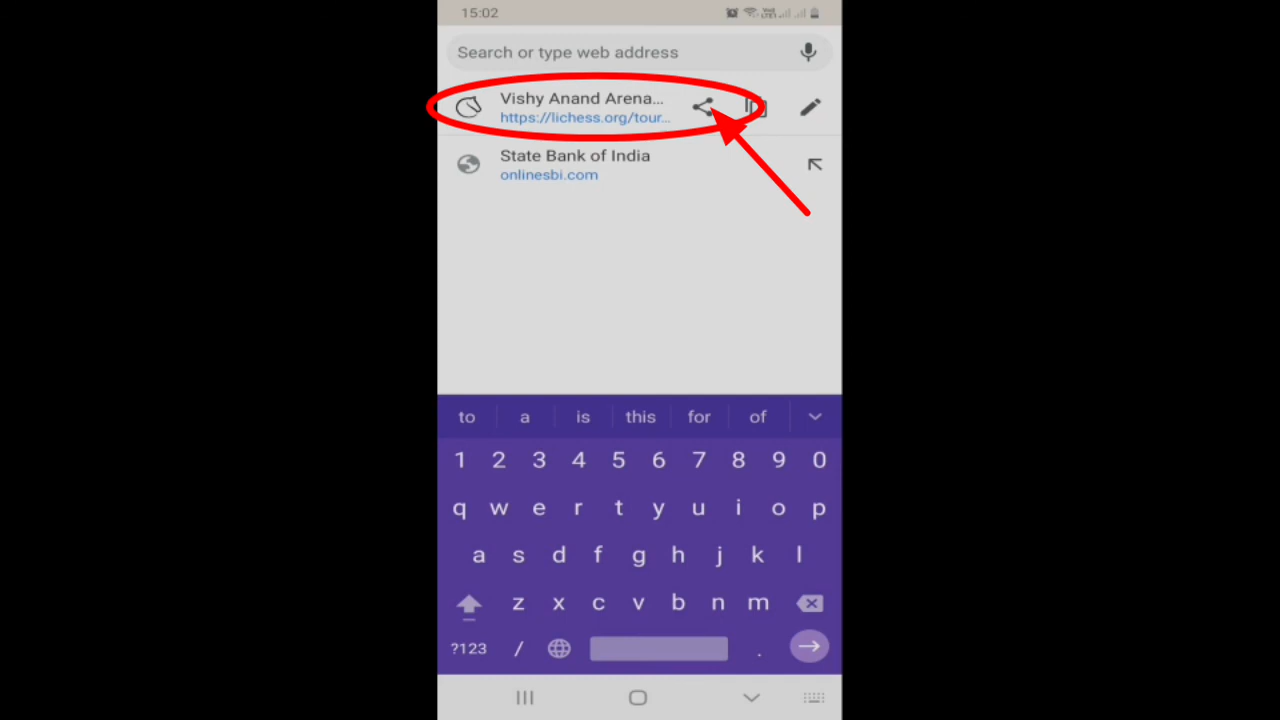 15:02
Search or type web address
Vishy Anand Arena...
https://lichess.org/tour...
State Bank of India
onlinesbi.com
to a is this for of
1 2 3 4 5 6 7 8 9 0
q w e r t y u i o p
a s d f g h j k l
z x c v b n m
?123 / .